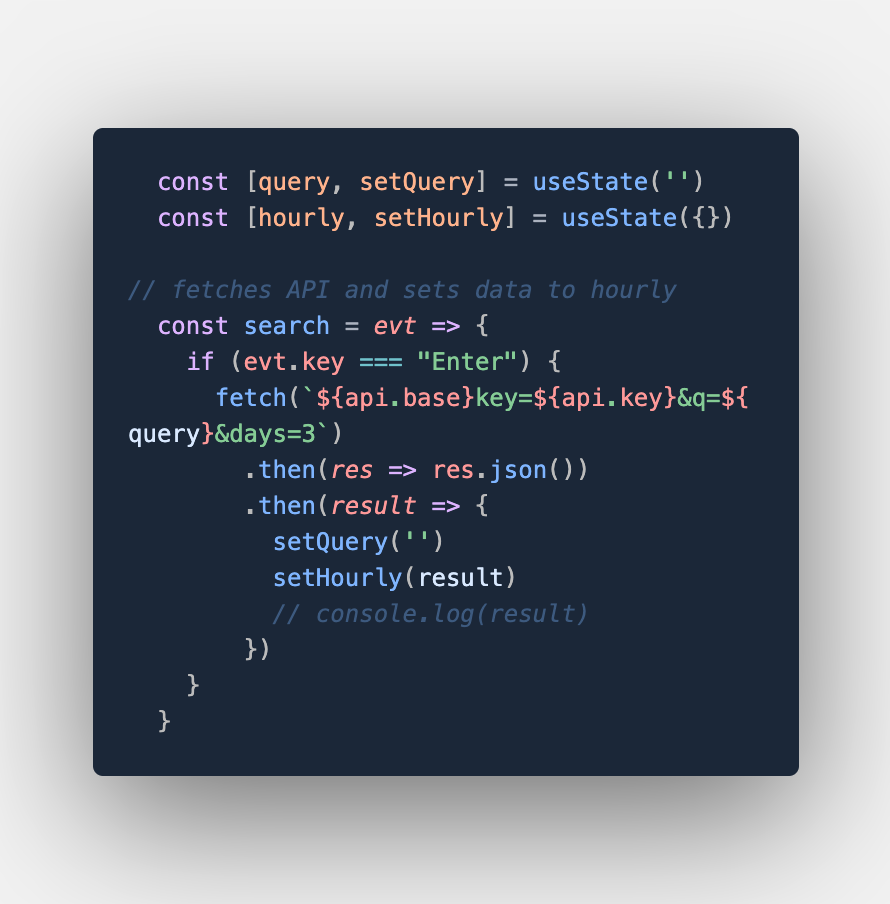 const [query, setQuery] = useState('')
const [hourly, setHourly] = useState({})
// fetches API and sets data to hourly
const search = evt => {
if (evt.key === "Enter") {
fetch(`${api.base}key=${api.key}&q=${
query}&days=3`)
.then(res => res.json())
.then(result => {
setQuery('')
setHourly(result)
// console.log(result)
})
}
}